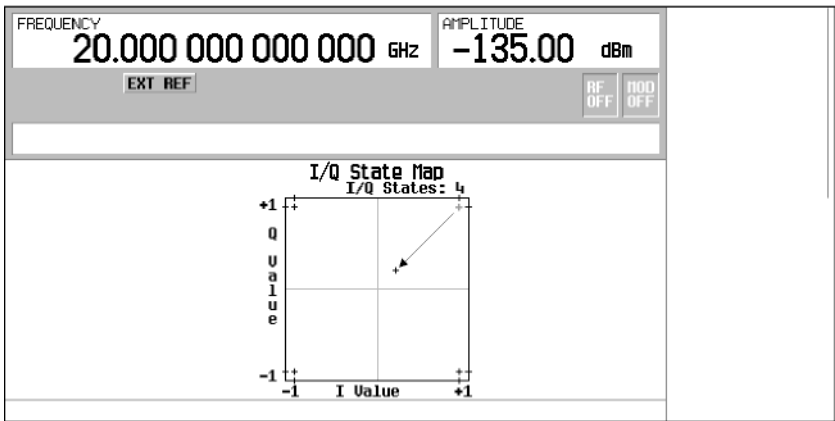 FREQUENCY
20.000 000 000 000 GHz
AMPLITUDE
-135.00 dBm
EXT REF
RF OFF
MOD OFF
I/Q State Map
I/Q States: 4
+1
Q Value
-1
-1 I Value +1